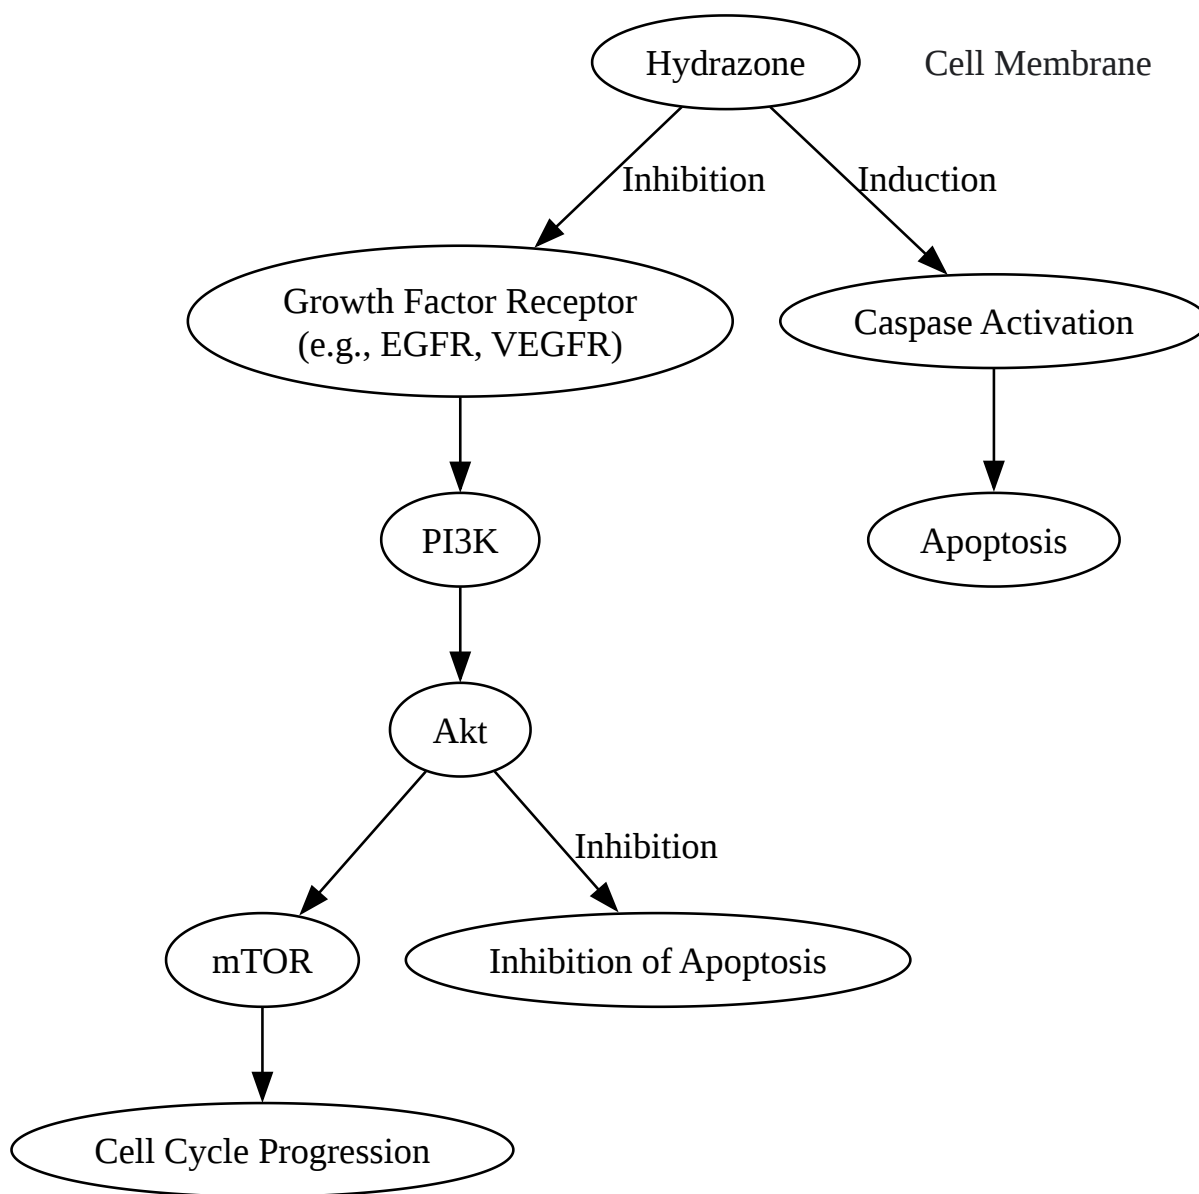 Hydrazone
Cell Membrane
Inhibition
Induction
Growth Factor Receptor
(e.g., EGFR, VEGFR)
Caspase Activation
PI3K
Apoptosis
Akt
Inhibition
mTOR
Inhibition of Apoptosis
Cell Cycle Progression